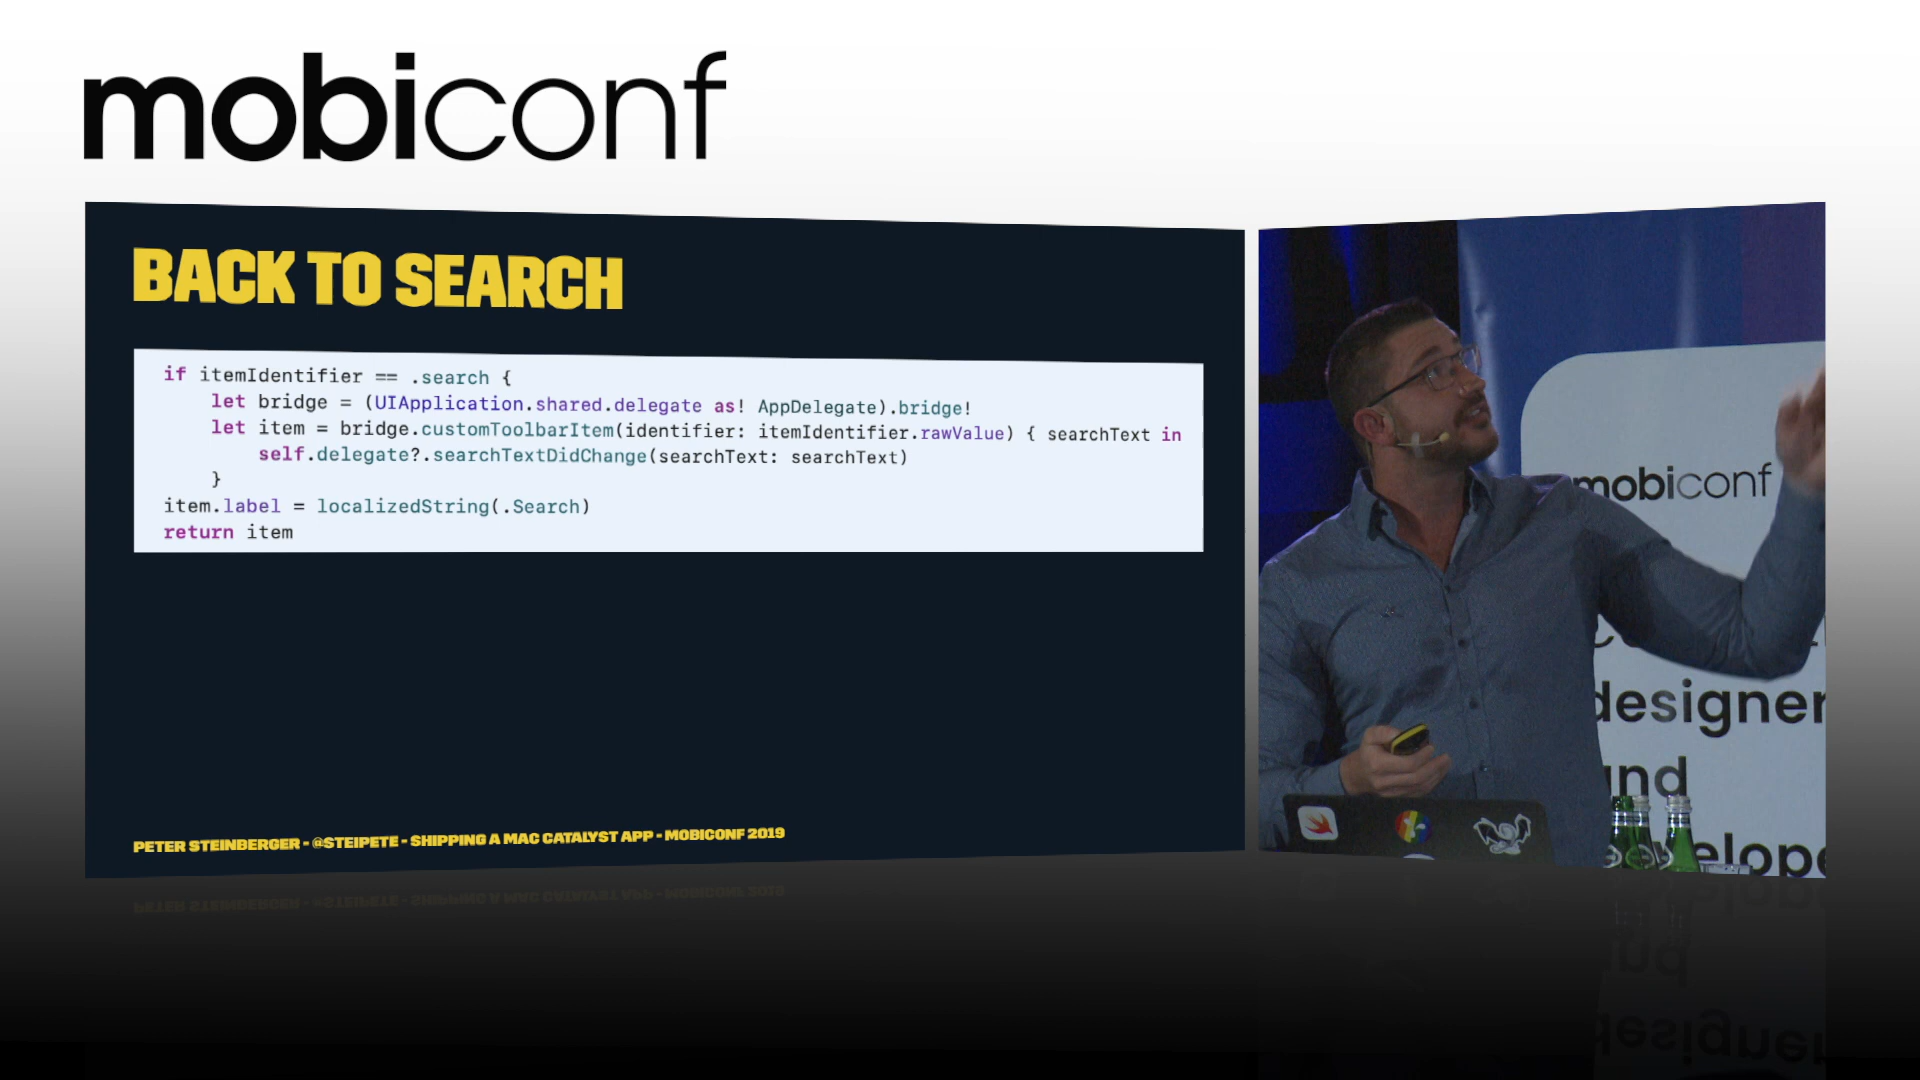 mobiconf
BACK TO SEARCH
if itemIdentifier == .search {
let bridge = (UIApplication.shared.delegate as! AppDelegate).bridge!
let item = bridge.customToolbarItem(identifier: itemIdentifier.rawValue) { searchText in
self.delegate?.searchTextDidChange(searchText: searchText)
}
item.label = localizedString(.Search)
return item
PETER STEINBERGER - @STEIPETE - SHIPPING A MAC CATALYST APP - MOBICONF 2019
mobiconf
designer
and